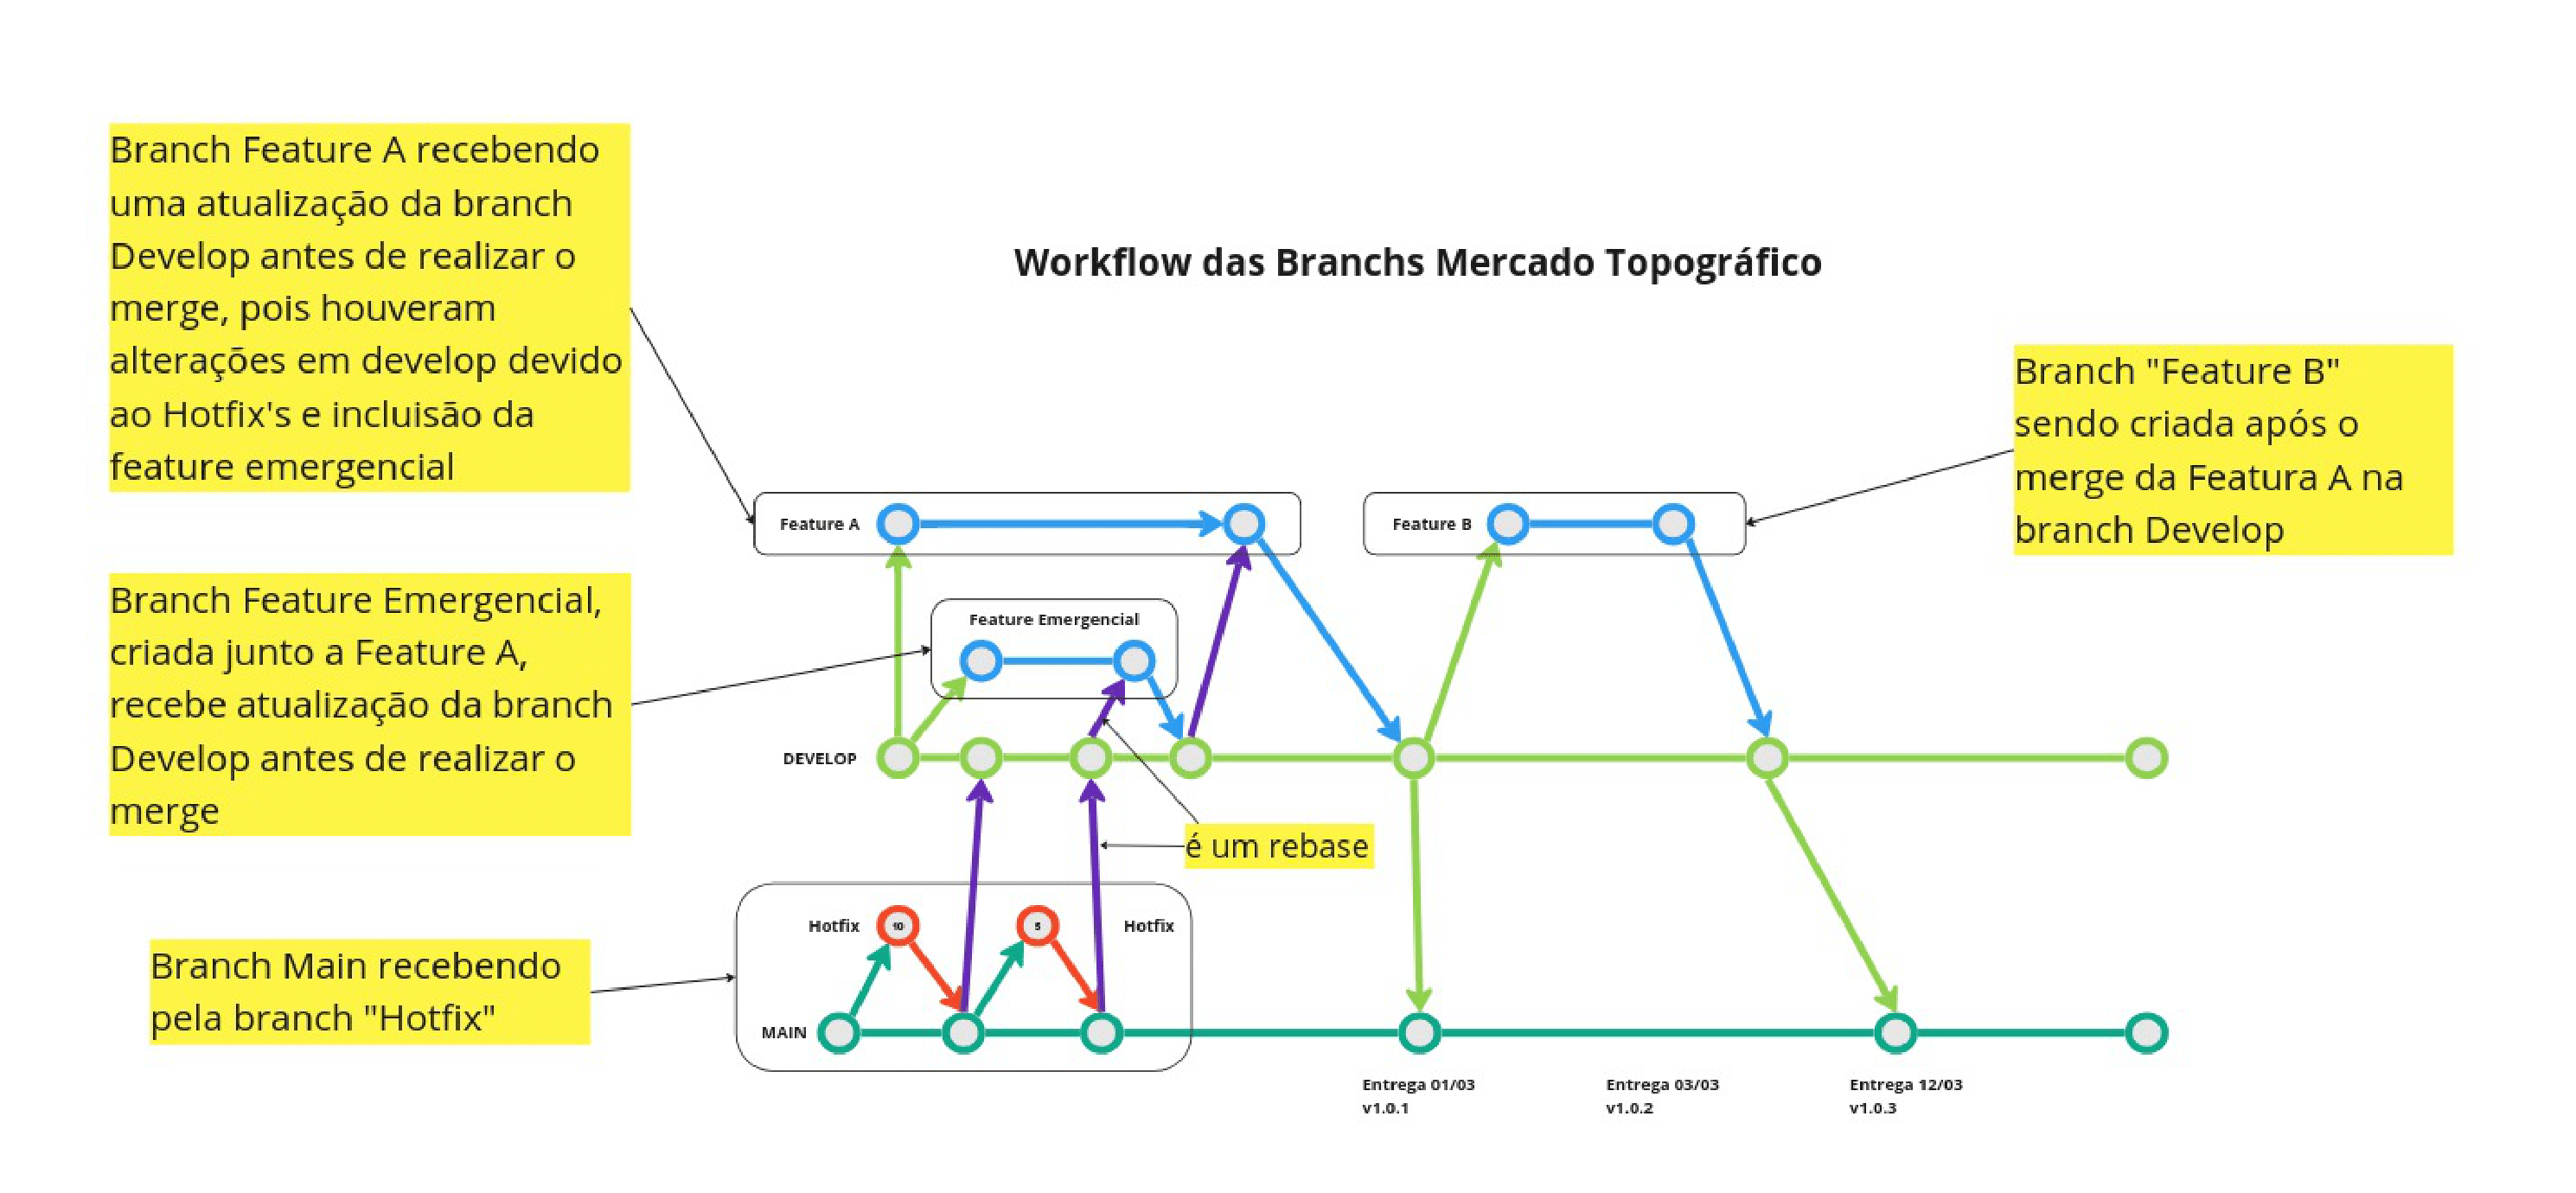 Branch Feature A recebendo
uma atualização da branch
Develop antes de realizar o
merge, pois houveram
alterações em develop devido
ao Hotfix's e incluisão da
feature emergencial
Workflow das Branchs Mercado Topográfico
Branch "Feature B"
sendo criada após o
merge da Featura A na
branch Develop
Feature A
Feature B
Branch Feature Emergencial,
criada junto a Feature A,
recebe atualização da branch
Develop antes de realizar o
merge
Feature Emergencial
DEVELOP
é um rebase
Branch Main recebendo
pela branch "Hotfix"
Hotfix
10
5
Hotfix
MAIN
Entrega 01/03
v1.0.1
Entrega 03/03
v1.0.2
Entrega 12/03
v1.0.3